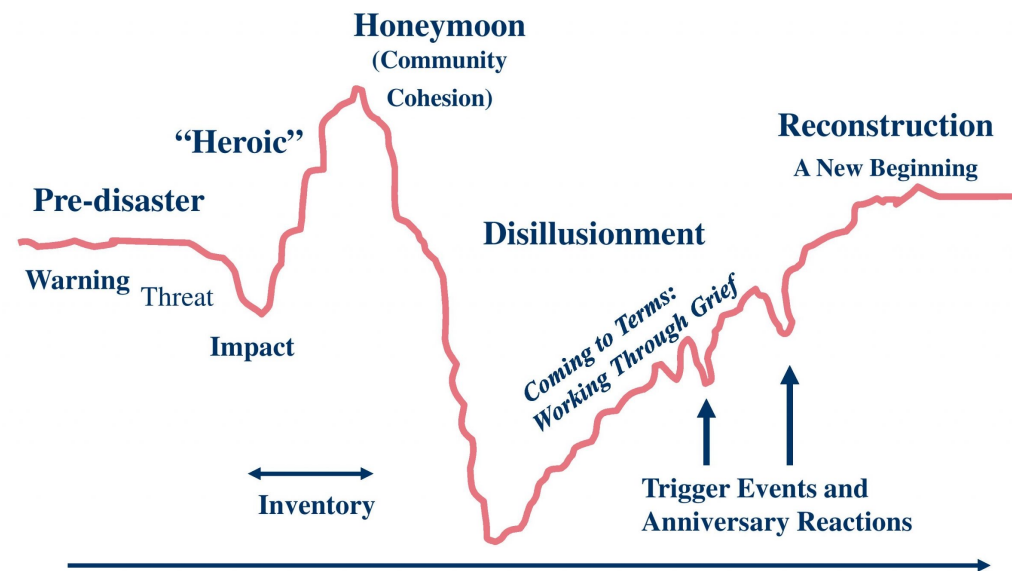 Honeymoon
(Community
Cohesion)
“Heroic”
Reconstruction
A New Beginning
Pre-disaster
Disillusionment
Warning
Threat
Impact
Coming to Terms:
Working Through Grief
Inventory
Trigger Events and
Anniversary Reactions